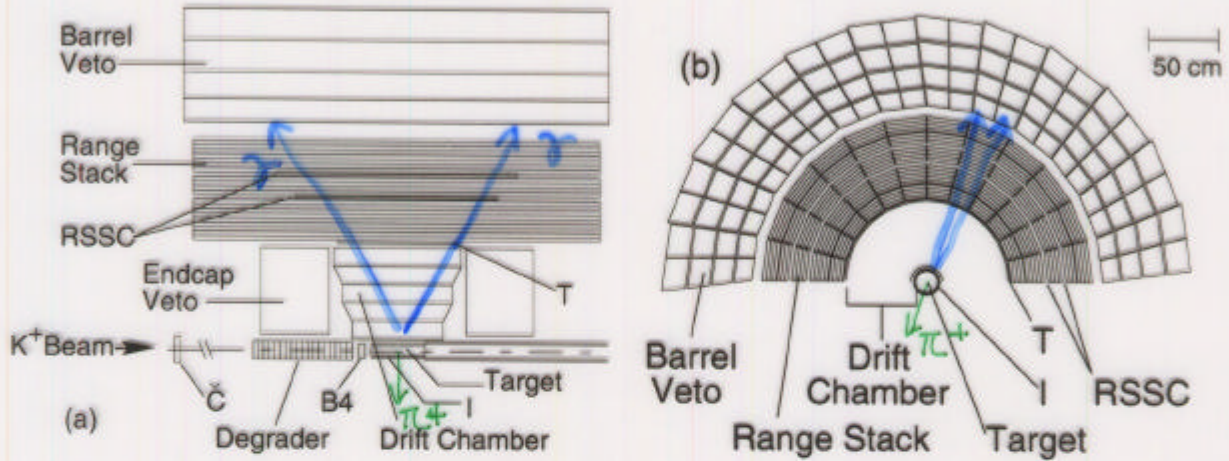 Barrel
Veto
Range
Stack
γ
γ
RSSC
Endcap
Veto
T
K+ Beam
Č
B4
π+
I
Target
(a)
Degrader
Drift Chamber
(b)
50 cm
π+
Barrel
Veto
Drift
Chamber
T
I
RSSC
Range Stack
Target